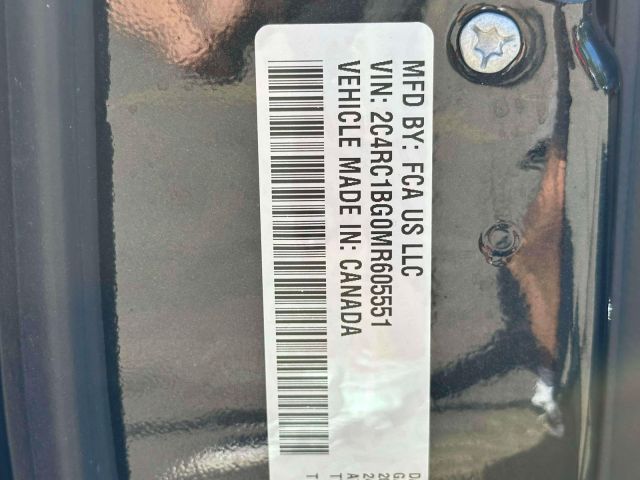 MFD BY: FCA US LLC
VIN: 2C4RC1BG0MR605551
VEHICLE MADE IN: CANADA